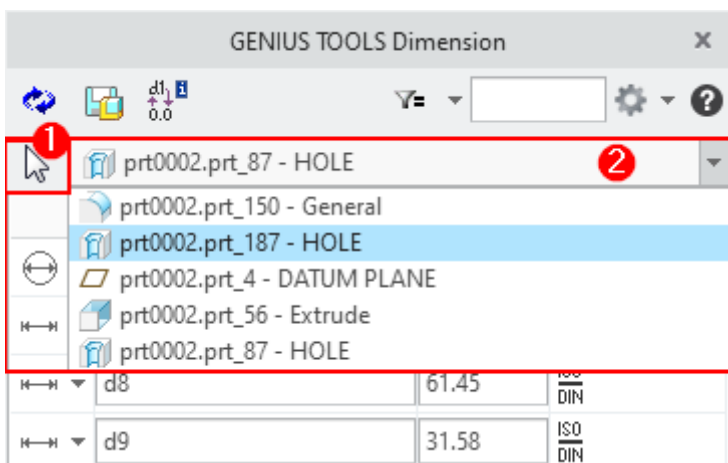 GENIUS TOOLS Dimension
d1 i
0.0
=
?
1
prt0002.prt_87 - HOLE 2
prt0002.prt_150 - General
prt0002.prt_187 - HOLE
prt0002.prt_4 - DATUM PLANE
prt0002.prt_56 - Extrude
prt0002.prt_87 - HOLE
d8 61.45 ISO
DIN
d9 31.58 ISO
DIN